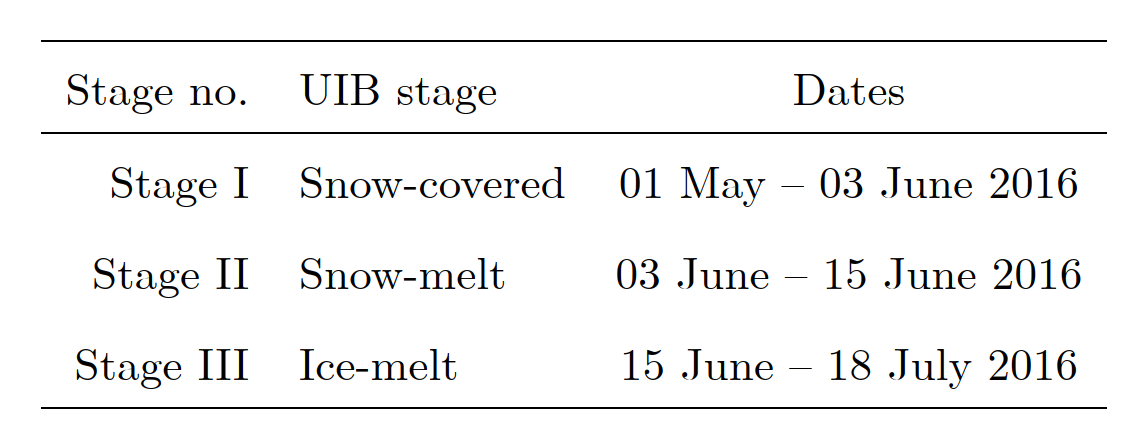 Stage no. UIB stage Dates
Stage I Snow-covered 01 May – 03 June 2016
Stage II Snow-melt 03 June – 15 June 2016
Stage III Ice-melt 15 June – 18 July 2016